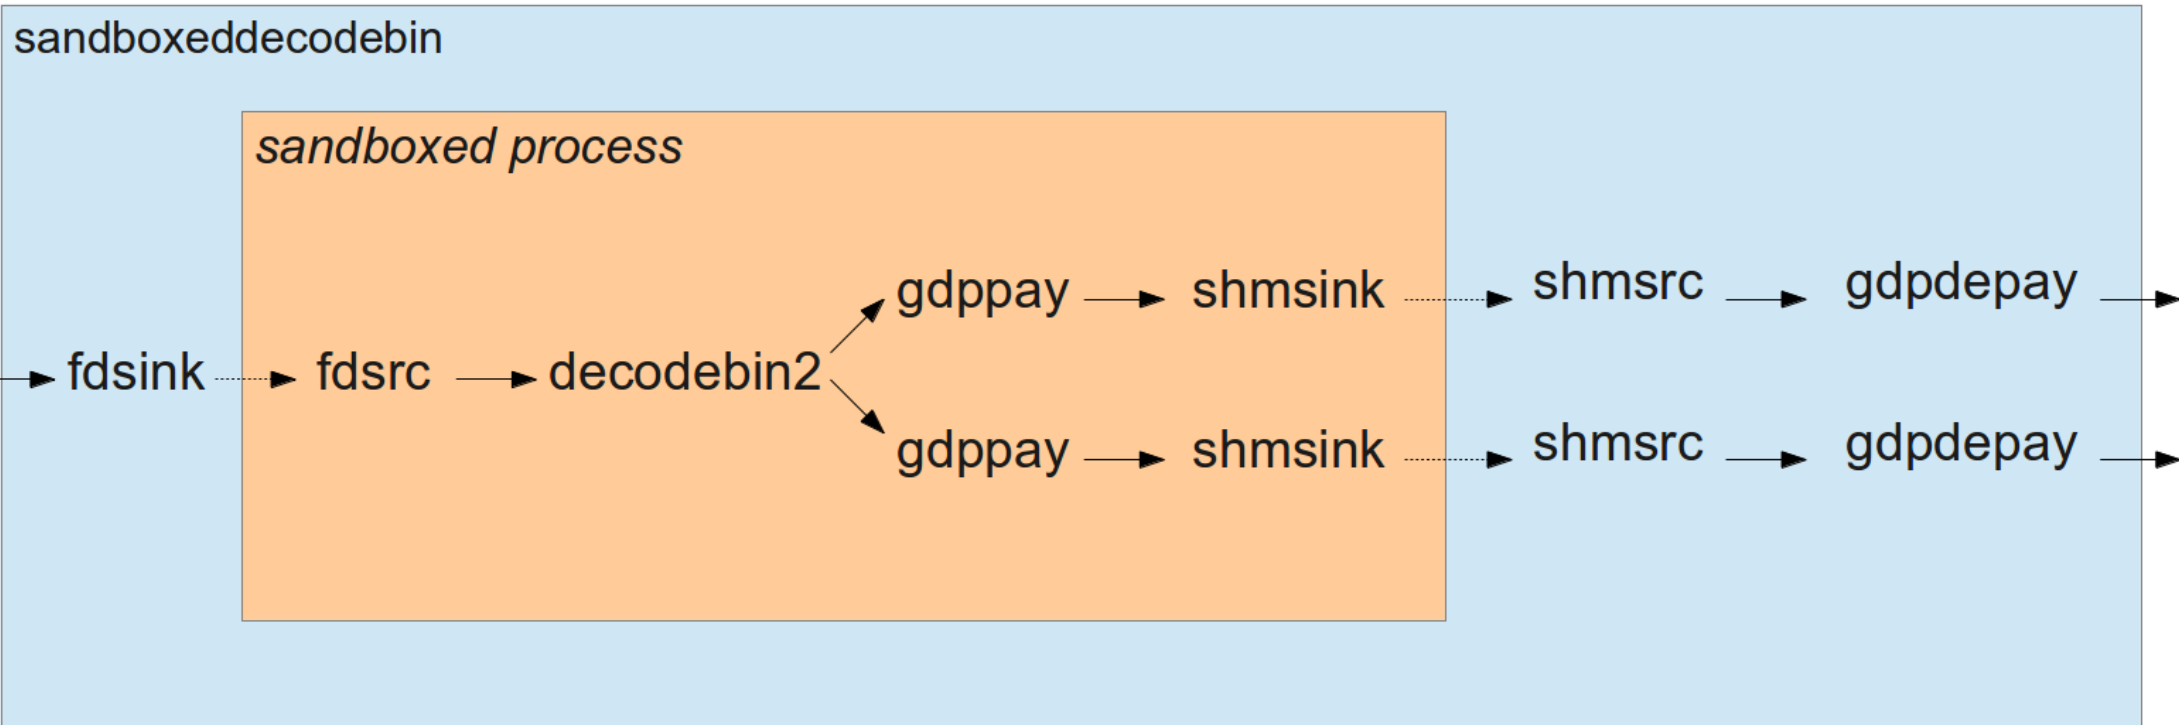 sandboxeddecodebin
sandboxed process
gdppay shmsink shmsrc gdpdepay
fdsink fdsrc decodebin2
gdppay shmsink shmsrc gdpdepay